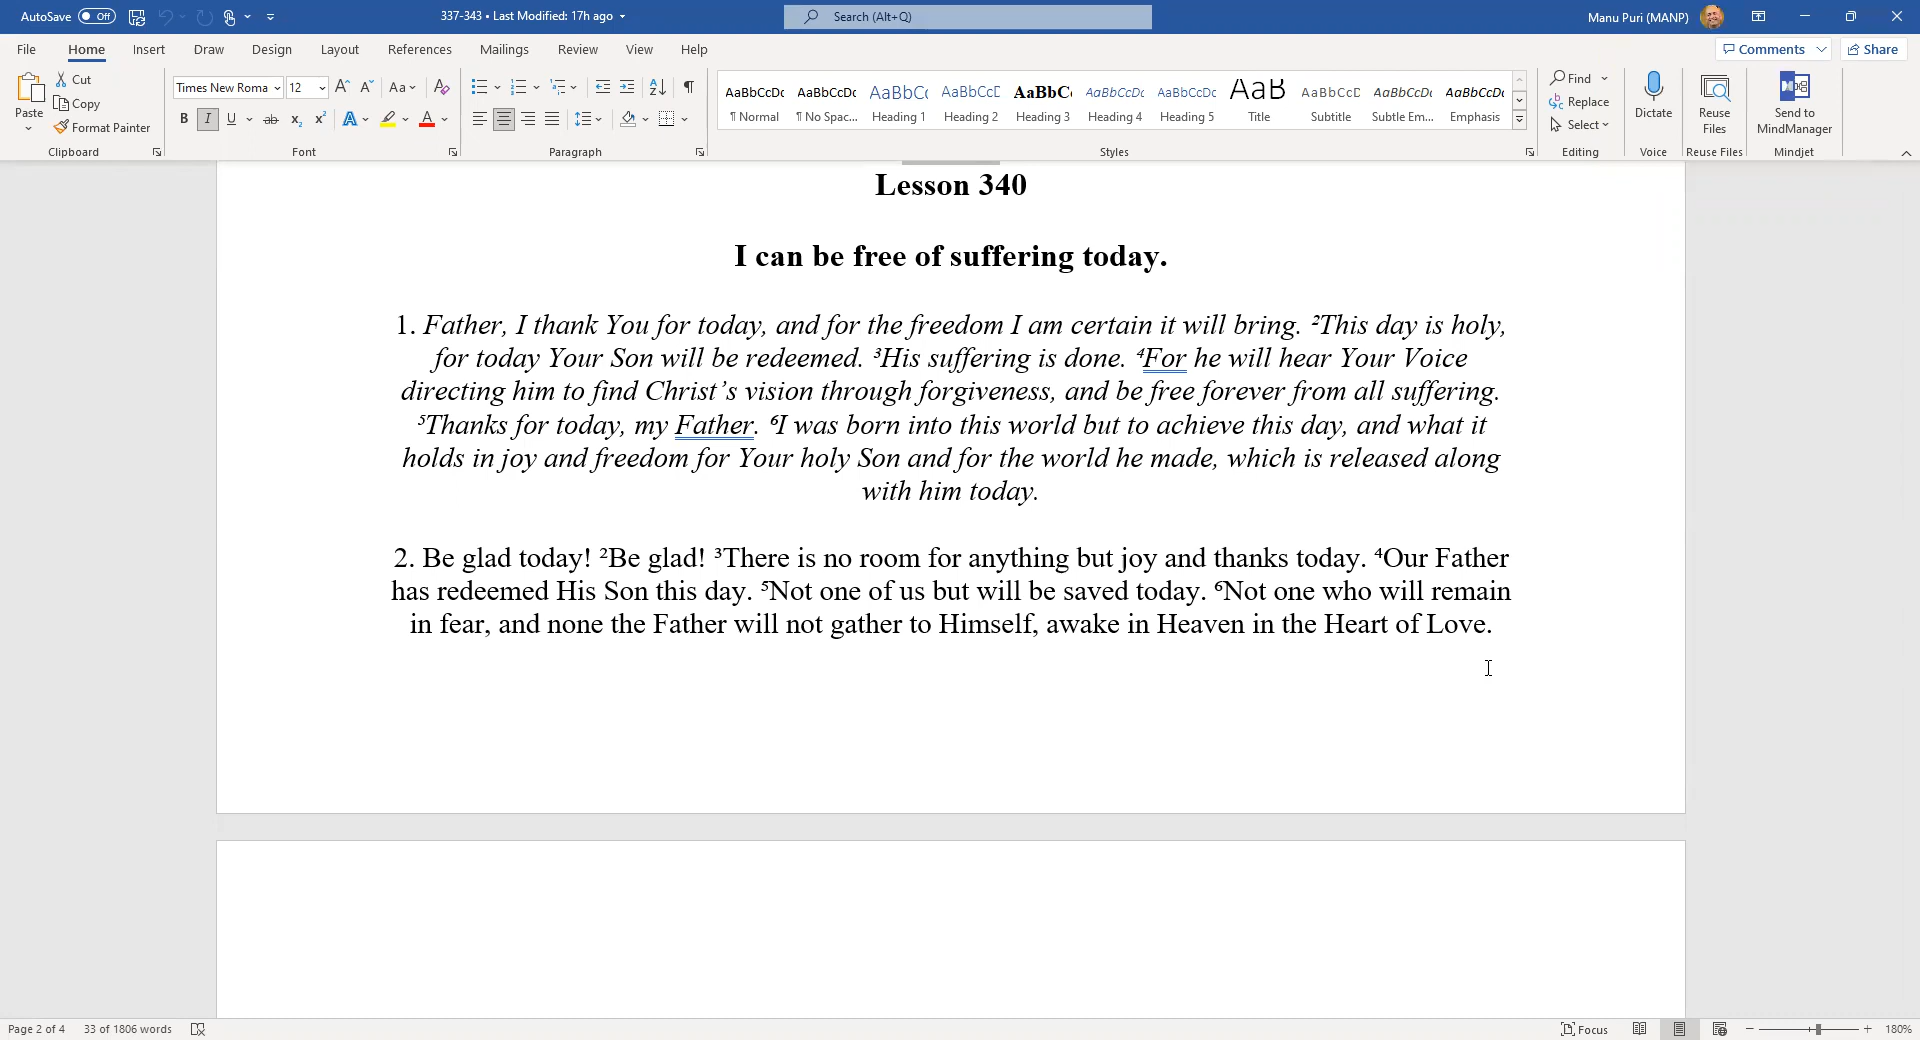 AutoSave Off 337-343 • Last Modified: 17h ago Search (Alt+Q) Manu Puri (MANP)
File Home Insert Draw Design Layout References Mailings Review View Help Comments Share
Paste Cut Copy Format Painter
Clipboard
Times New Roma 12
Font
Paragraph
AaBbCcDc AaBbCcDc AaBbC AaBbCcD AaBbC AaBbCcDc AaBbCcDc AaB AaBbCcD AaBbCcDc AaBbCcDc
¶ Normal ¶ No Spac... Heading 1 Heading 2 Heading 3 Heading 4 Heading 5 Title Subtitle Subtle Em... Emphasis
Styles
Find
Replace
Select
Editing
Dictate
Voice
Reuse Files
Reuse Files
Send to MindManager
Mindjet
Lesson 340
I can be free of suffering today.
1. Father, I thank You for today, and for the freedom I am certain it will bring. ²This day is holy,
for today Your Son will be redeemed. ³His suffering is done. ⁴For he will hear Your Voice
directing him to find Christ’s vision through forgiveness, and be free forever from all suffering.
⁵Thanks for today, my Father. ⁶I was born into this world but to achieve this day, and what it
holds in joy and freedom for Your holy Son and for the world he made, which is released along
with him today.
2. Be glad today! ²Be glad! ³There is no room for anything but joy and thanks today. ⁴Our Father
has redeemed His Son this day. ⁵Not one of us but will be saved today. ⁶Not one who will remain
in fear, and none the Father will not gather to Himself, awake in Heaven in the Heart of Love.
Page 2 of 4 33 of 1806 words Focus 180%